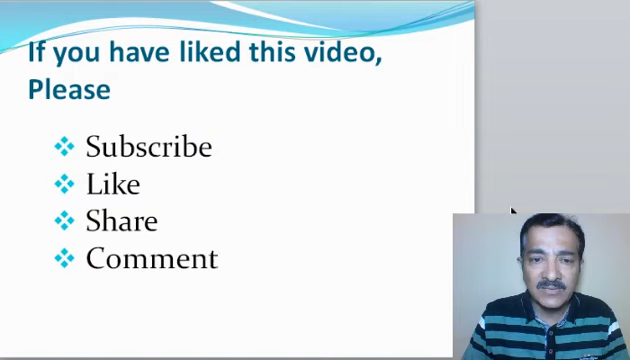 If you have liked this video,
Please
Subscribe
Like
Share
Comment